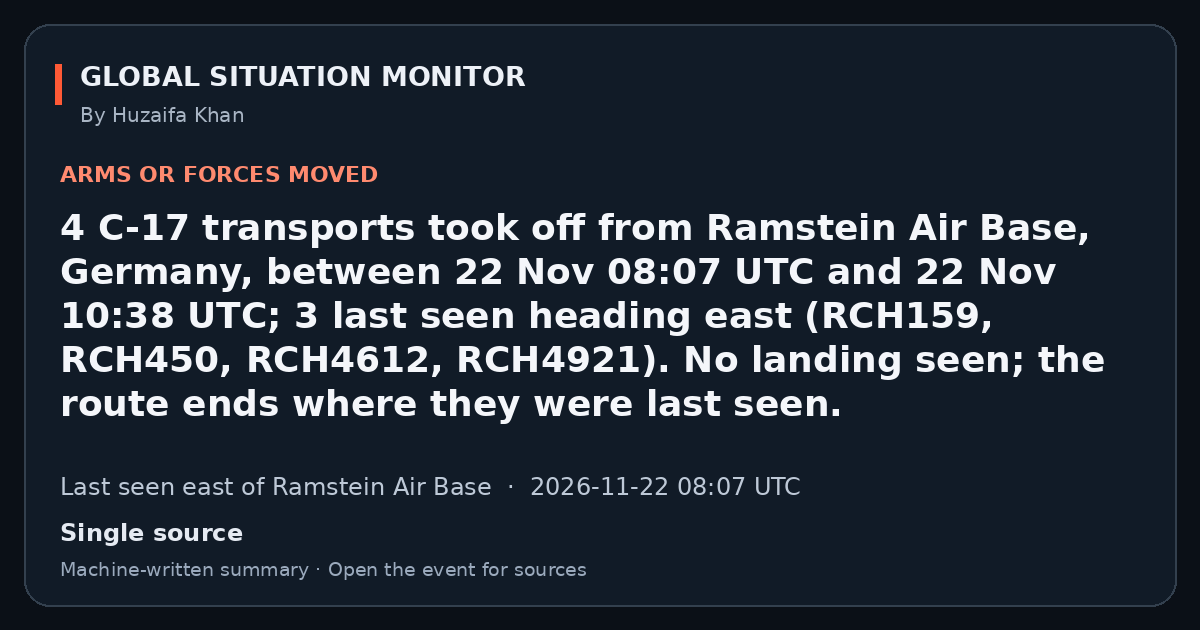 GLOBAL SITUATION MONITOR
By Huzaifa Khan
ARMS OR FORCES MOVED
4 C-17 transports took off from Ramstein Air Base,
Germany, between 22 Nov 08:07 UTC and 22 Nov
10:38 UTC; 3 last seen heading east (RCH159,
RCH450, RCH4612, RCH4921). No landing seen; the
route ends where they were last seen.
Last seen east of Ramstein Air Base · 2026-11-22 08:07 UTC
Single source
Machine-written summary · Open the event for sources